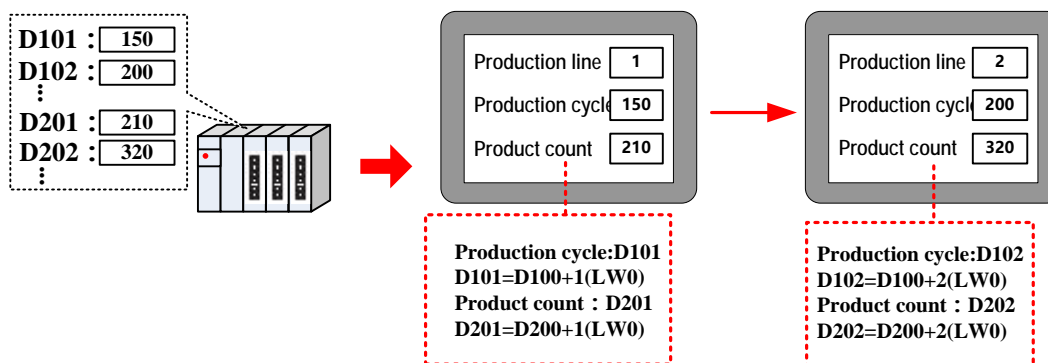 D101：150
D102：200
⋮
D201：210
D202：320
⋮
Production line 1
Production cycle 150
Product count 210
Production cycle:D101
D101=D100+1(LW0)
Product count：D201
D201=D200+1(LW0)
Production line 2
Production cycl 200
Product count 320
Production cycle:D102
D102=D100+2(LW0)
Product count：D202
D202=D200+2(LW0)